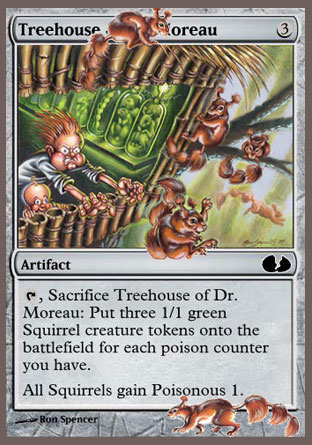 Treehouse Moreau 3
Artifact
, Sacrifice Treehouse of Dr.
Moreau: Put three 1/1 green
Squirrel creature tokens onto the
battlefield for each poison counter
you have.
All Squirrels gain Poisonous 1.
Ron Spencer